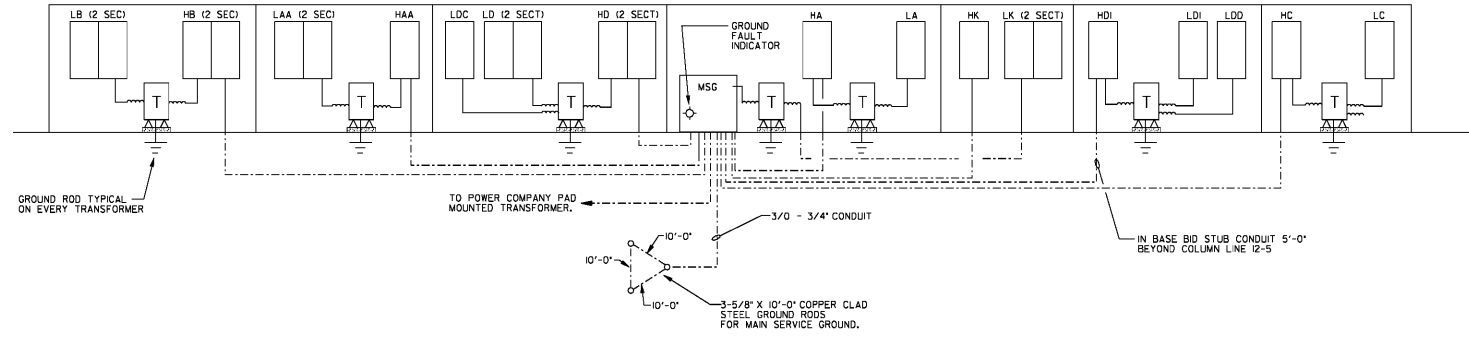 LB (2 SEC)
HB (2 SEC)
LAA (2 SEC)
HAA
LDC
LD (2 SECT)
HD (2 SECT)
GROUND
FAULT
INDICATOR
HA
LA
HK
LK (2 SECT)
HDI
LDI
LDD
HC
LC
MSG
T
T
T
T
T
T
T
GROUND ROD TYPICAL
ON EVERY TRANSFORMER
TO POWER COMPANY PAD
MOUNTED TRANSFORMER.
3/0 - 3/4" CONDUIT
IN BASE BID STUB CONDUIT 5'-0"
BEYOND COLUMN LINE 12-5
10'-0"
10'-0"
10'-0"
3-5/8" X 10'-0" COPPER CLAD
STEEL GROUND RODS
FOR MAIN SERVICE GROUND.